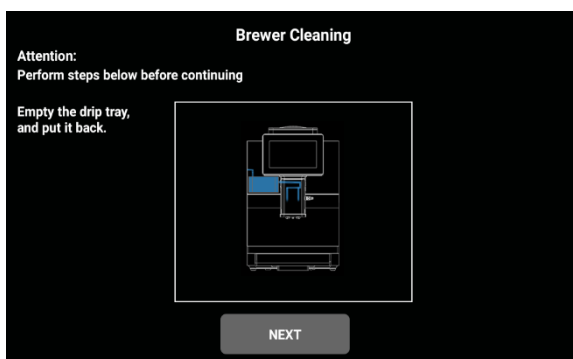 Brewer Cleaning
Attention:
Perform steps below before continuing
Empty the drip tray,
and put it back.
NEXT